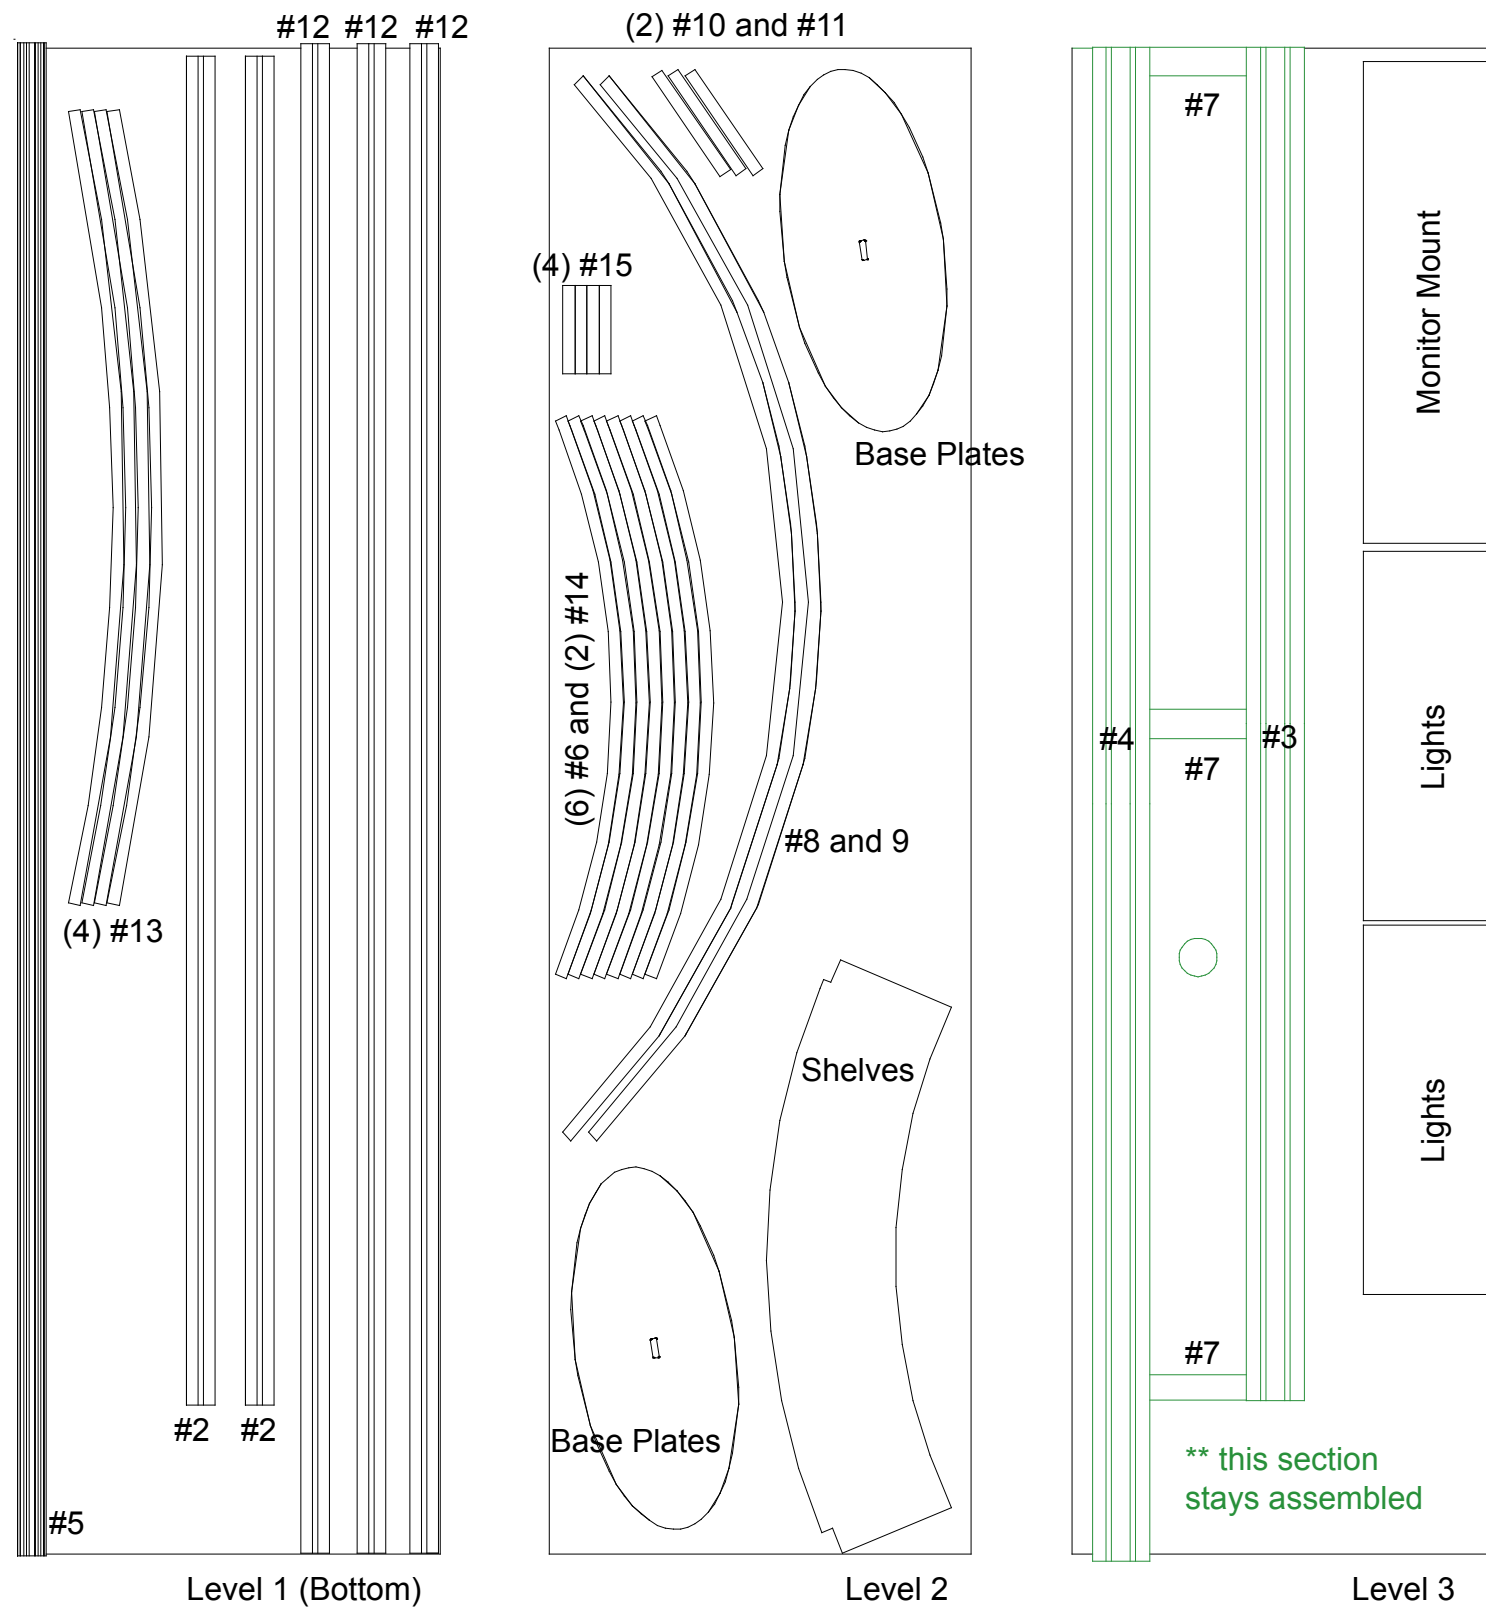 #12 #12 #12
(4) #13
#2 #2
#5
Level 1 (Bottom)
(2) #10 and #11
(4) #15
Base Plates
(6) #6 and (2) #14
#8 and 9
Shelves
Base Plates
Level 2
#7
Monitor Mount
#4
#7
#3
Lights
Lights
#7
** this section
stays assembled
Level 3